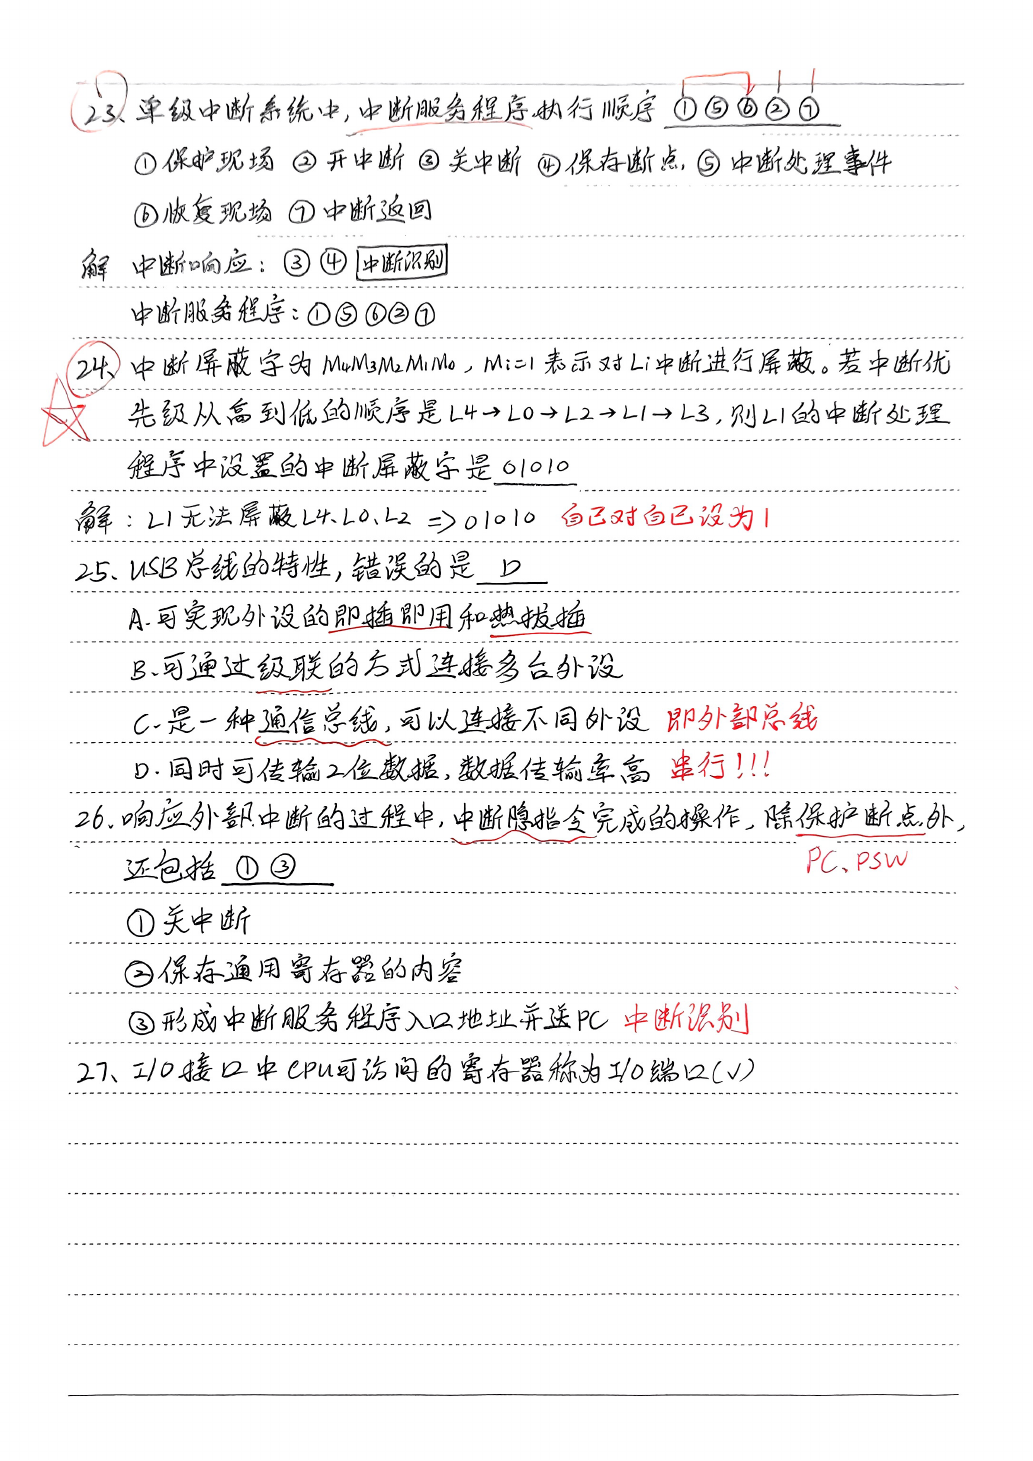 23、单级中断系统中,中断服务程序执行顺序 ①⑤⑥②⑦
①保护现场 ②开中断 ③关中断 ④保存断点 ⑤中断处理事件
⑥恢复现场 ⑦中断返回
解 中断响应: ③④ 中断识别
中断服务程序:①⑤⑥②⑦
24、中断屏蔽字为 M4M3M2M1M0, Mi=1 表示对Li中断进行屏蔽。若中断优
先级从高到低的顺序是L4→L0→L2→L1→L3,则L1的中断处理
程序中设置的中断屏蔽字是 01010
解: L1无法屏蔽L4、L0、L2 => 01010 自己对自己设为1
25、USB总线的特性,错误的是 D
A.可实现外设的即插即用和热拔插
B.可通过级联的方式连接多台外设
C.是一种通信总线,可以连接不同外设 即外部总线
D.同时可传输2位数据,数据传输率高 串行!!!
26.响应外部中断的过程中,中断隐指令完成的操作,除保护断点外,
还包括 ①③ PC、PSW
①关中断
②保存通用寄存器的内容
③形成中断服务程序入口地址并送PC 中断识别
27、I/O接口中CPU可访问的寄存器称为I/O端口(√)